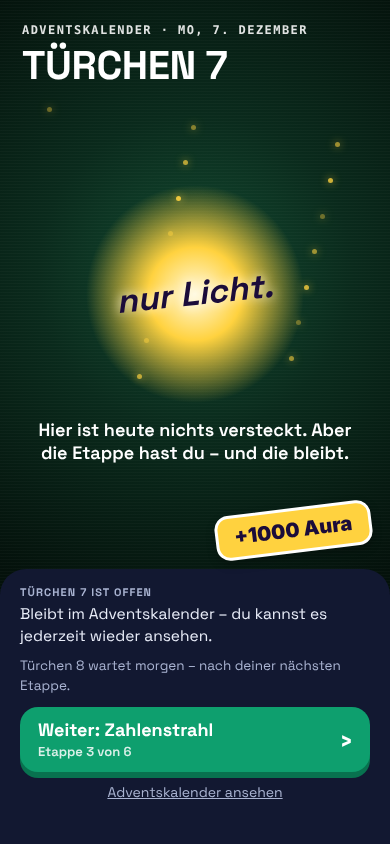 ADVENTSKALENDER · MO, 7. DEZEMBER
TÜRCHEN 7
nur Licht.
Hier ist heute nichts versteckt. Aber
die Etappe hast du – und die bleibt.
+1000 Aura
TÜRCHEN 7 IST OFFEN
Bleibt im Adventskalender – du kannst es
jederzeit wieder ansehen.
Türchen 8 wartet morgen – nach deiner nächsten
Etappe.
Weiter: Zahlenstrahl
Etappe 3 von 6
>
Adventskalender ansehen